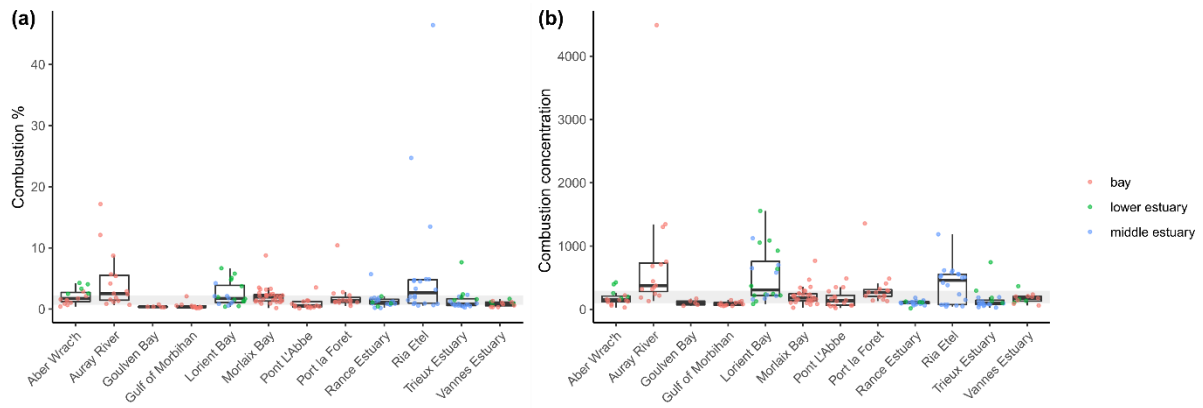 (a)
Combustion %
40
30
20
10
0
Aber Wrac'h
Auray River
Goulven Bay
Gulf of Morbihan
Lorient Bay
Morlaix Bay
Pont L'Abbe
Port la Foret
Rance Estuary
Ria Etel
Trieux Estuary
Vannes Estuary
(b)
Combustion concentration
4000
3000
2000
1000
0
Aber Wrac'h
Auray River
Goulven Bay
Gulf of Morbihan
Lorient Bay
Morlaix Bay
Pont L'Abbe
Port la Foret
Rance Estuary
Ria Etel
Trieux Estuary
Vannes Estuary
bay
lower estuary
middle estuary